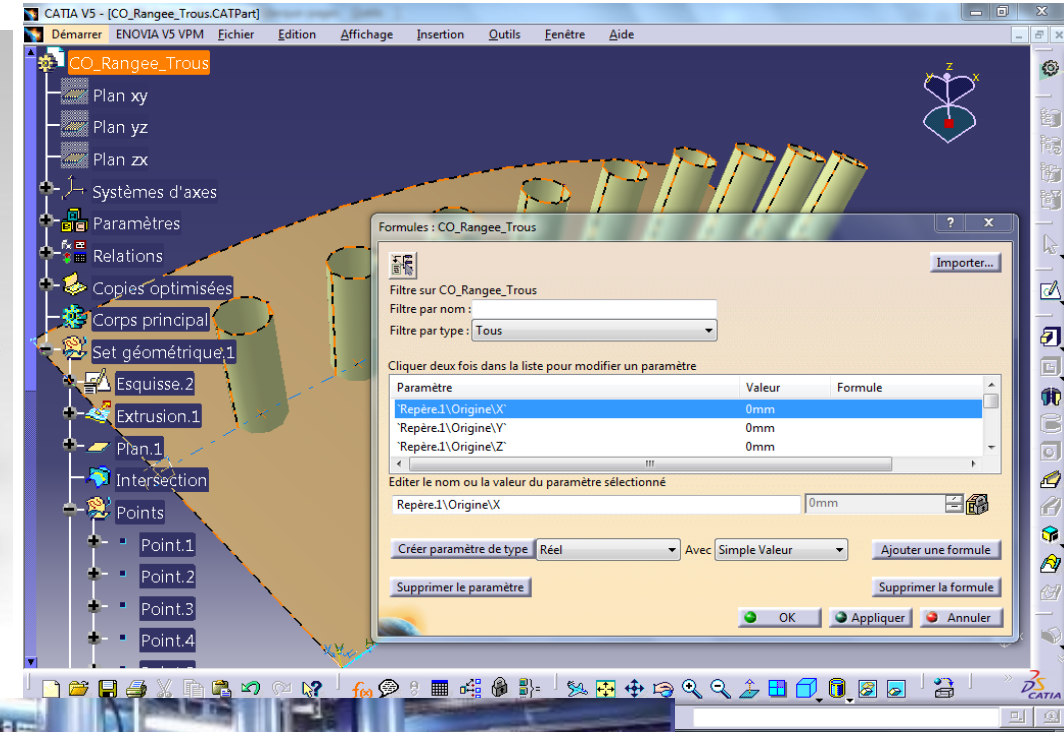 CATIA V5 - [CO_Rangee_Trous.CATPart]
Démarrer ENOVIA V5 VPM Fichier Edition Affichage Insertion Outils Fenêtre Aide
CO_Rangee_Trous
Plan xy
Plan yz
Plan zx
Systèmes d'axes
Paramètres
Relations
Copies optimisées
Corps principal
Set géométrique.1
Esquisse.2
Extrusion.1
Plan.1
Intersection
Points
Point.1
Point.2
Point.3
Point.4
z
y
x
Formules : CO_Rangee_Trous
Importer...
Filtre sur CO_Rangee_Trous
Filtre par nom :
Filtre par type : Tous
Cliquer deux fois dans la liste pour modifier un paramètre
Paramètre Valeur Formule
`Repère.1\Origine\X` 0mm
`Repère.1\Origine\Y` 0mm
`Repère.1\Origine\Z` 0mm
Editer le nom ou la valeur du paramètre sélectionné
Repère.1\Origine\X 0mm
Créer paramètre de type Réel Avec Simple Valeur Ajouter une formule
Supprimer le paramètre Supprimer la formule
OK Appliquer Annuler
CATIA